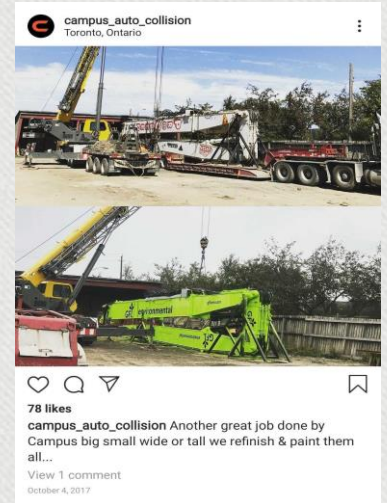 campus_auto_collision
Toronto, Ontario
environmental
78 likes
campus_auto_collision Another great job done by
Campus big small wide or tall we refinish & paint them
all...
View 1 comment
October 4, 2017